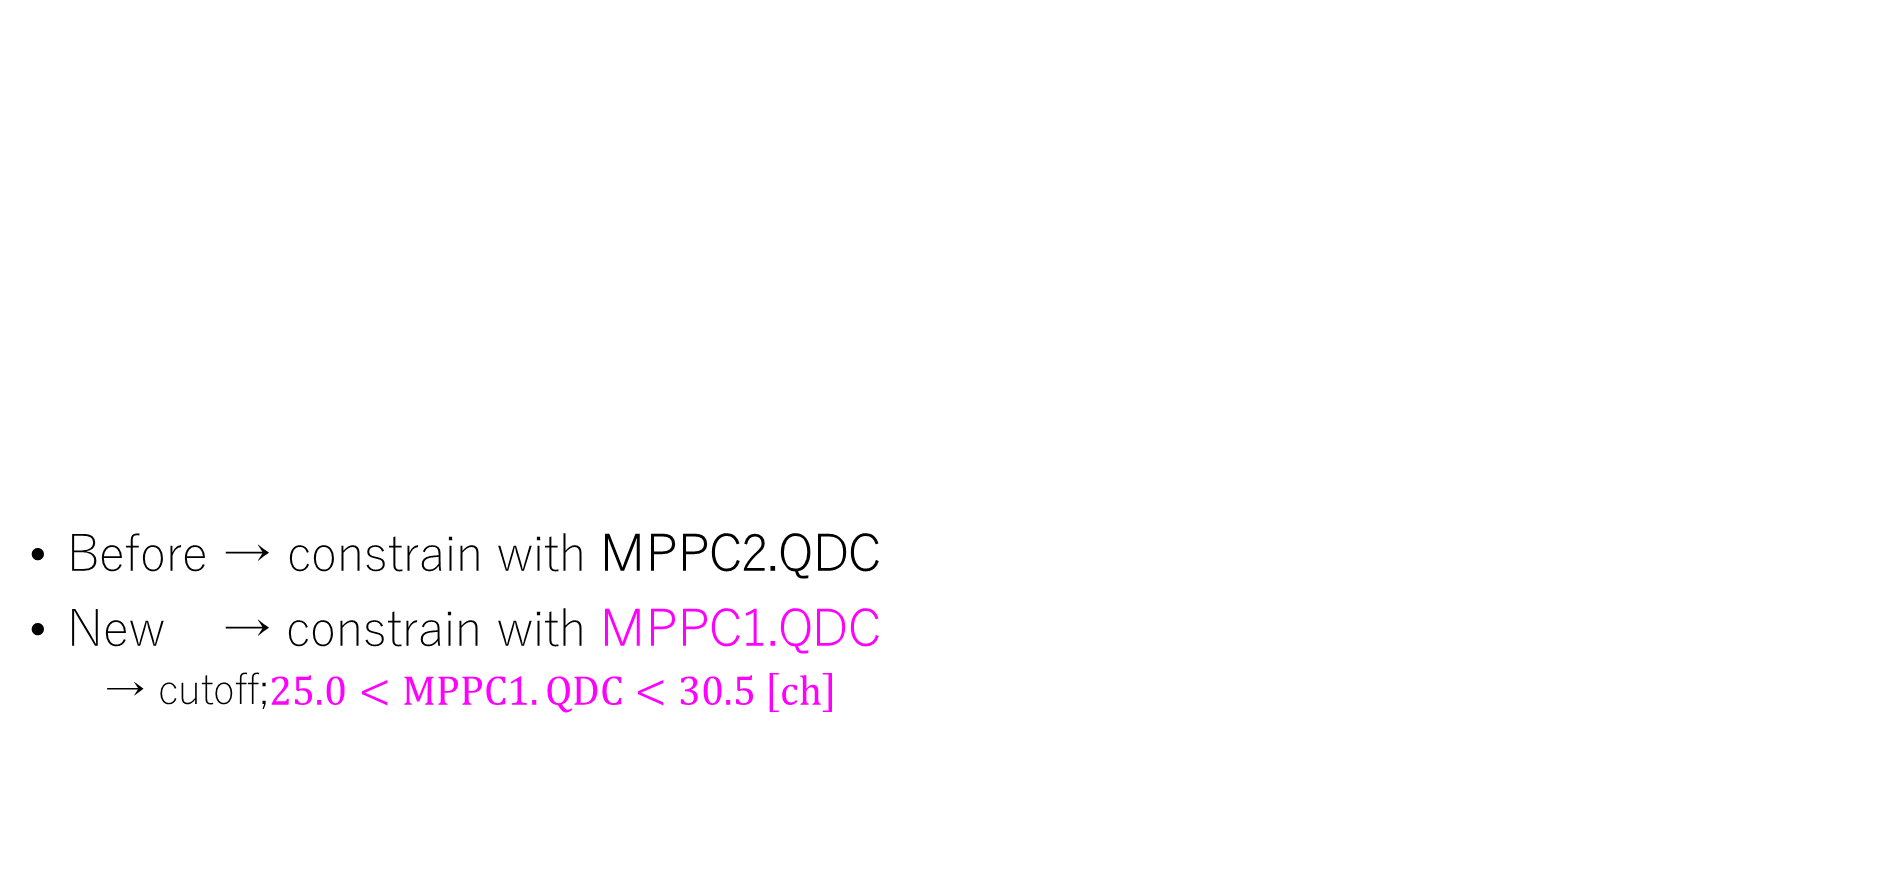 • Before → constrain with MPPC2.QDC
• New → constrain with MPPC1.QDC
→ cutoff;25.0 < MPPC1. QDC < 30.5 [ch]